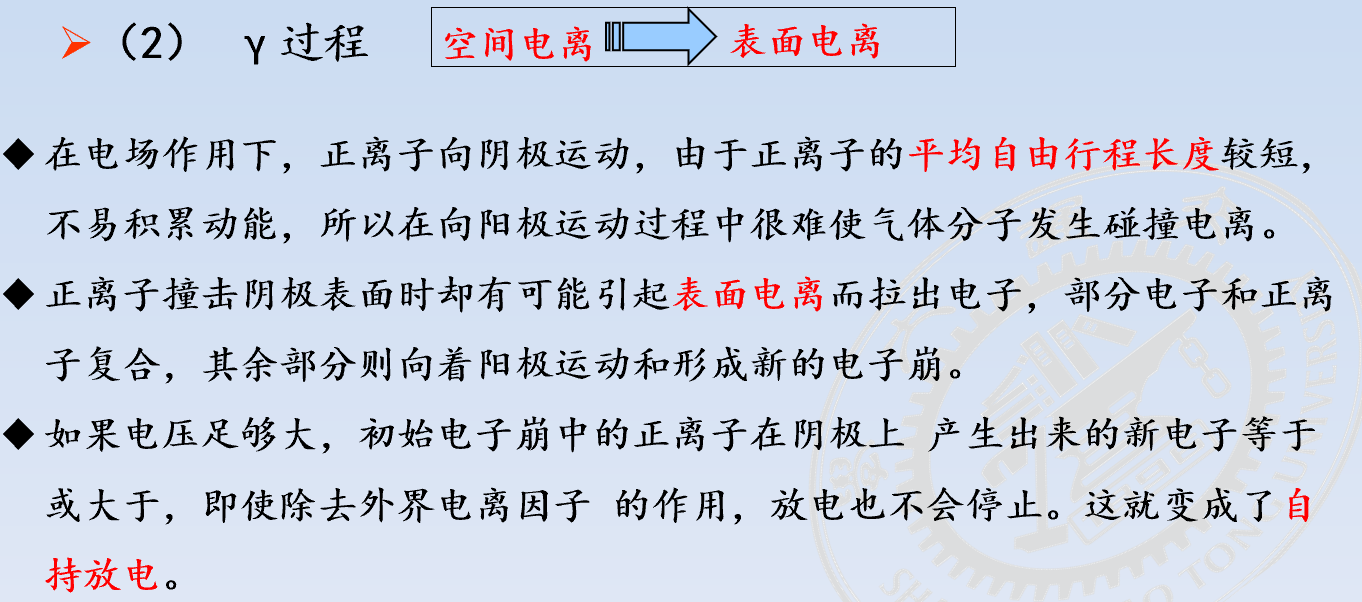 （2） γ 过程 空间电离 表面电离
在电场作用下，正离子向阴极运动，由于正离子的平均自由行程长度较短，
不易积累动能，所以在向阳极运动过程中很难使气体分子发生碰撞电离。
正离子撞击阴极表面时却有可能引起表面电离而拉出电子，部分电子和正离
子复合，其余部分则向着阳极运动和形成新的电子崩。
如果电压足够大，初始电子崩中的正离子在阴极上 产生出来的新电子等于
或大于，即使除去外界电离因子 的作用，放电也不会停止。这就变成了自
持放电。